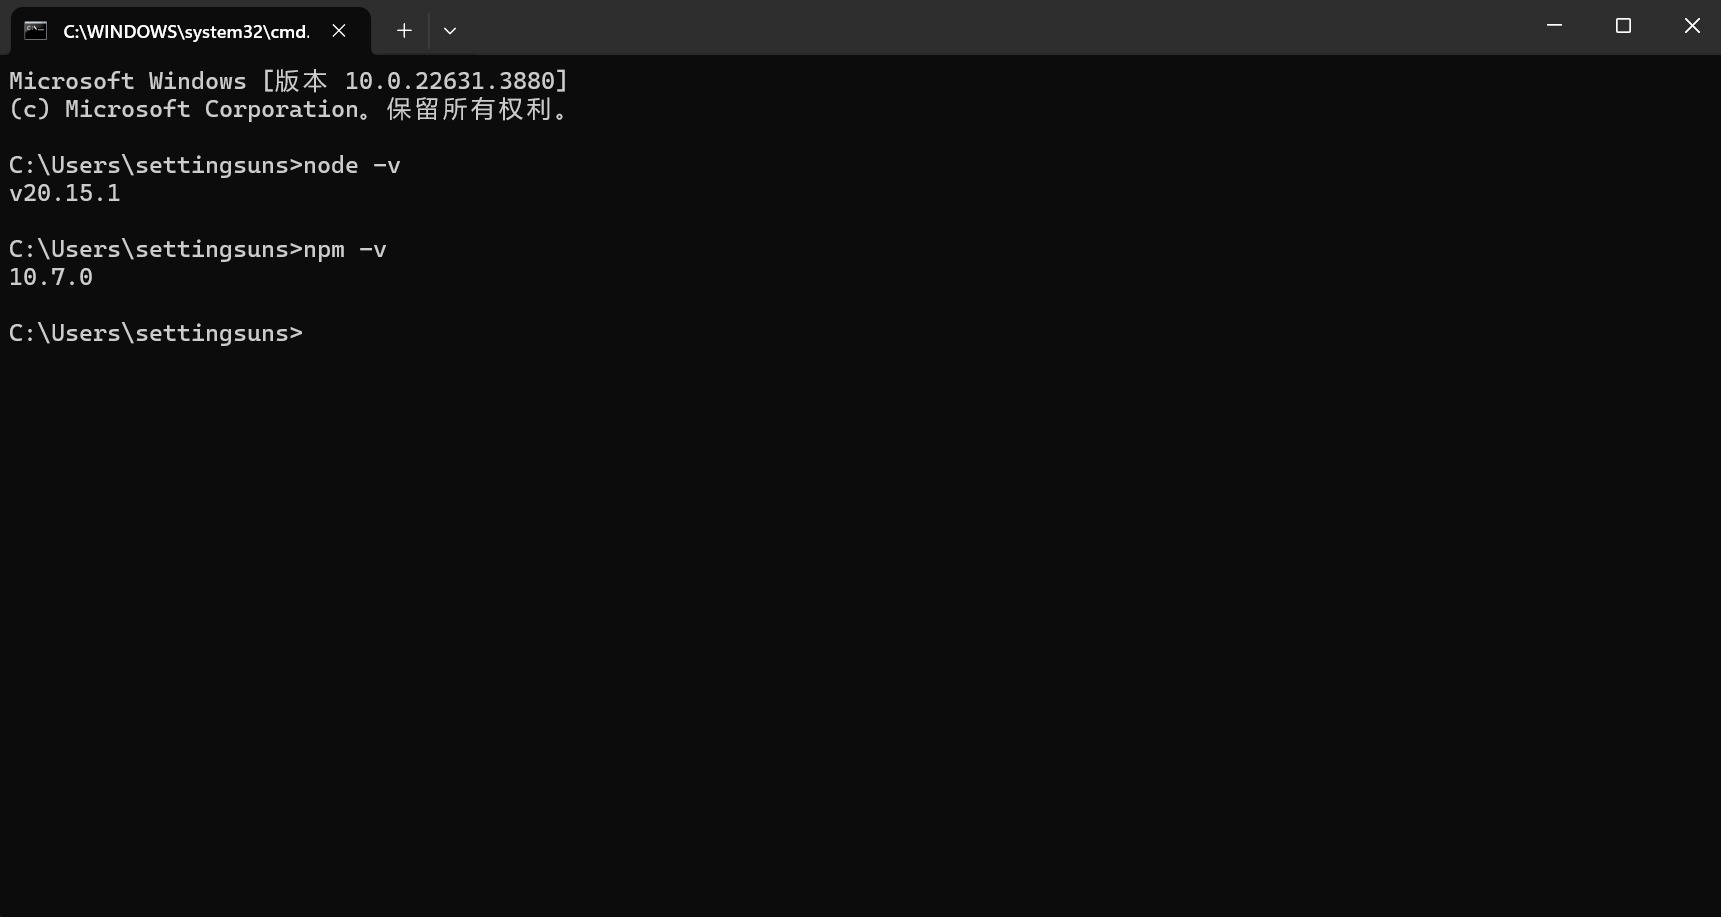 C:\WINDOWS\system32\cmd.
Microsoft Windows [版本 10.0.22631.3880]
(c) Microsoft Corporation。保留所有权利。
C:\Users\settingsuns>node -v
v20.15.1
C:\Users\settingsuns>npm -v
10.7.0
C:\Users\settingsuns>